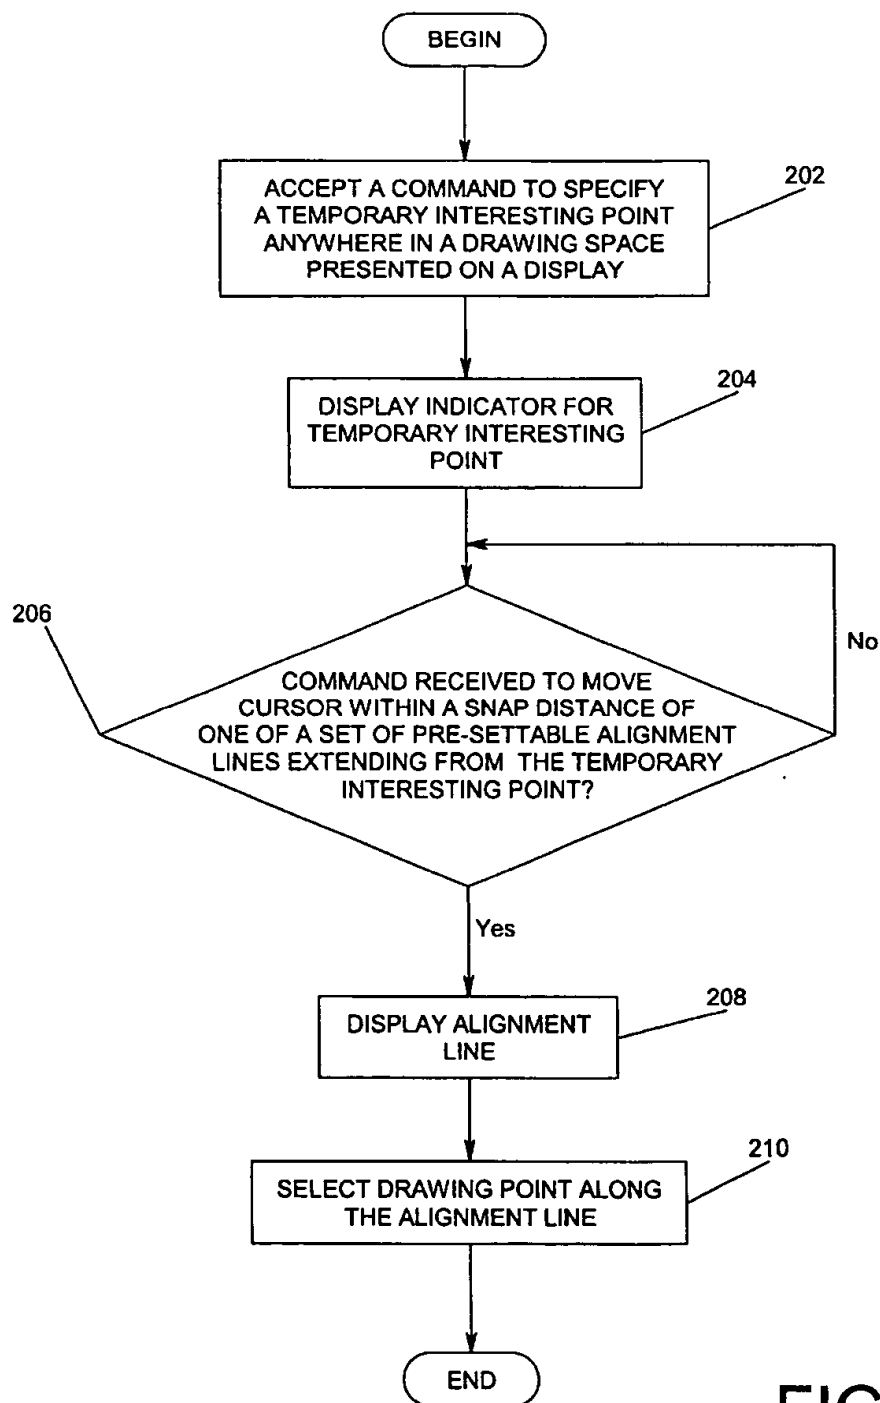 BEGIN
ACCEPT A COMMAND TO SPECIFY
A TEMPORARY INTERESTING POINT
ANYWHERE IN A DRAWING SPACE
PRESENTED ON A DISPLAY
202
DISPLAY INDICATOR FOR
TEMPORARY INTERESTING
POINT
204
206
No
COMMAND RECEIVED TO MOVE
CURSOR WITHIN A SNAP DISTANCE OF
ONE OF A SET OF PRE-SETTABLE ALIGNMENT
LINES EXTENDING FROM THE TEMPORARY
INTERESTING POINT?
Yes
DISPLAY ALIGNMENT
LINE
208
SELECT DRAWING POINT ALONG
THE ALIGNMENT LINE
210
END